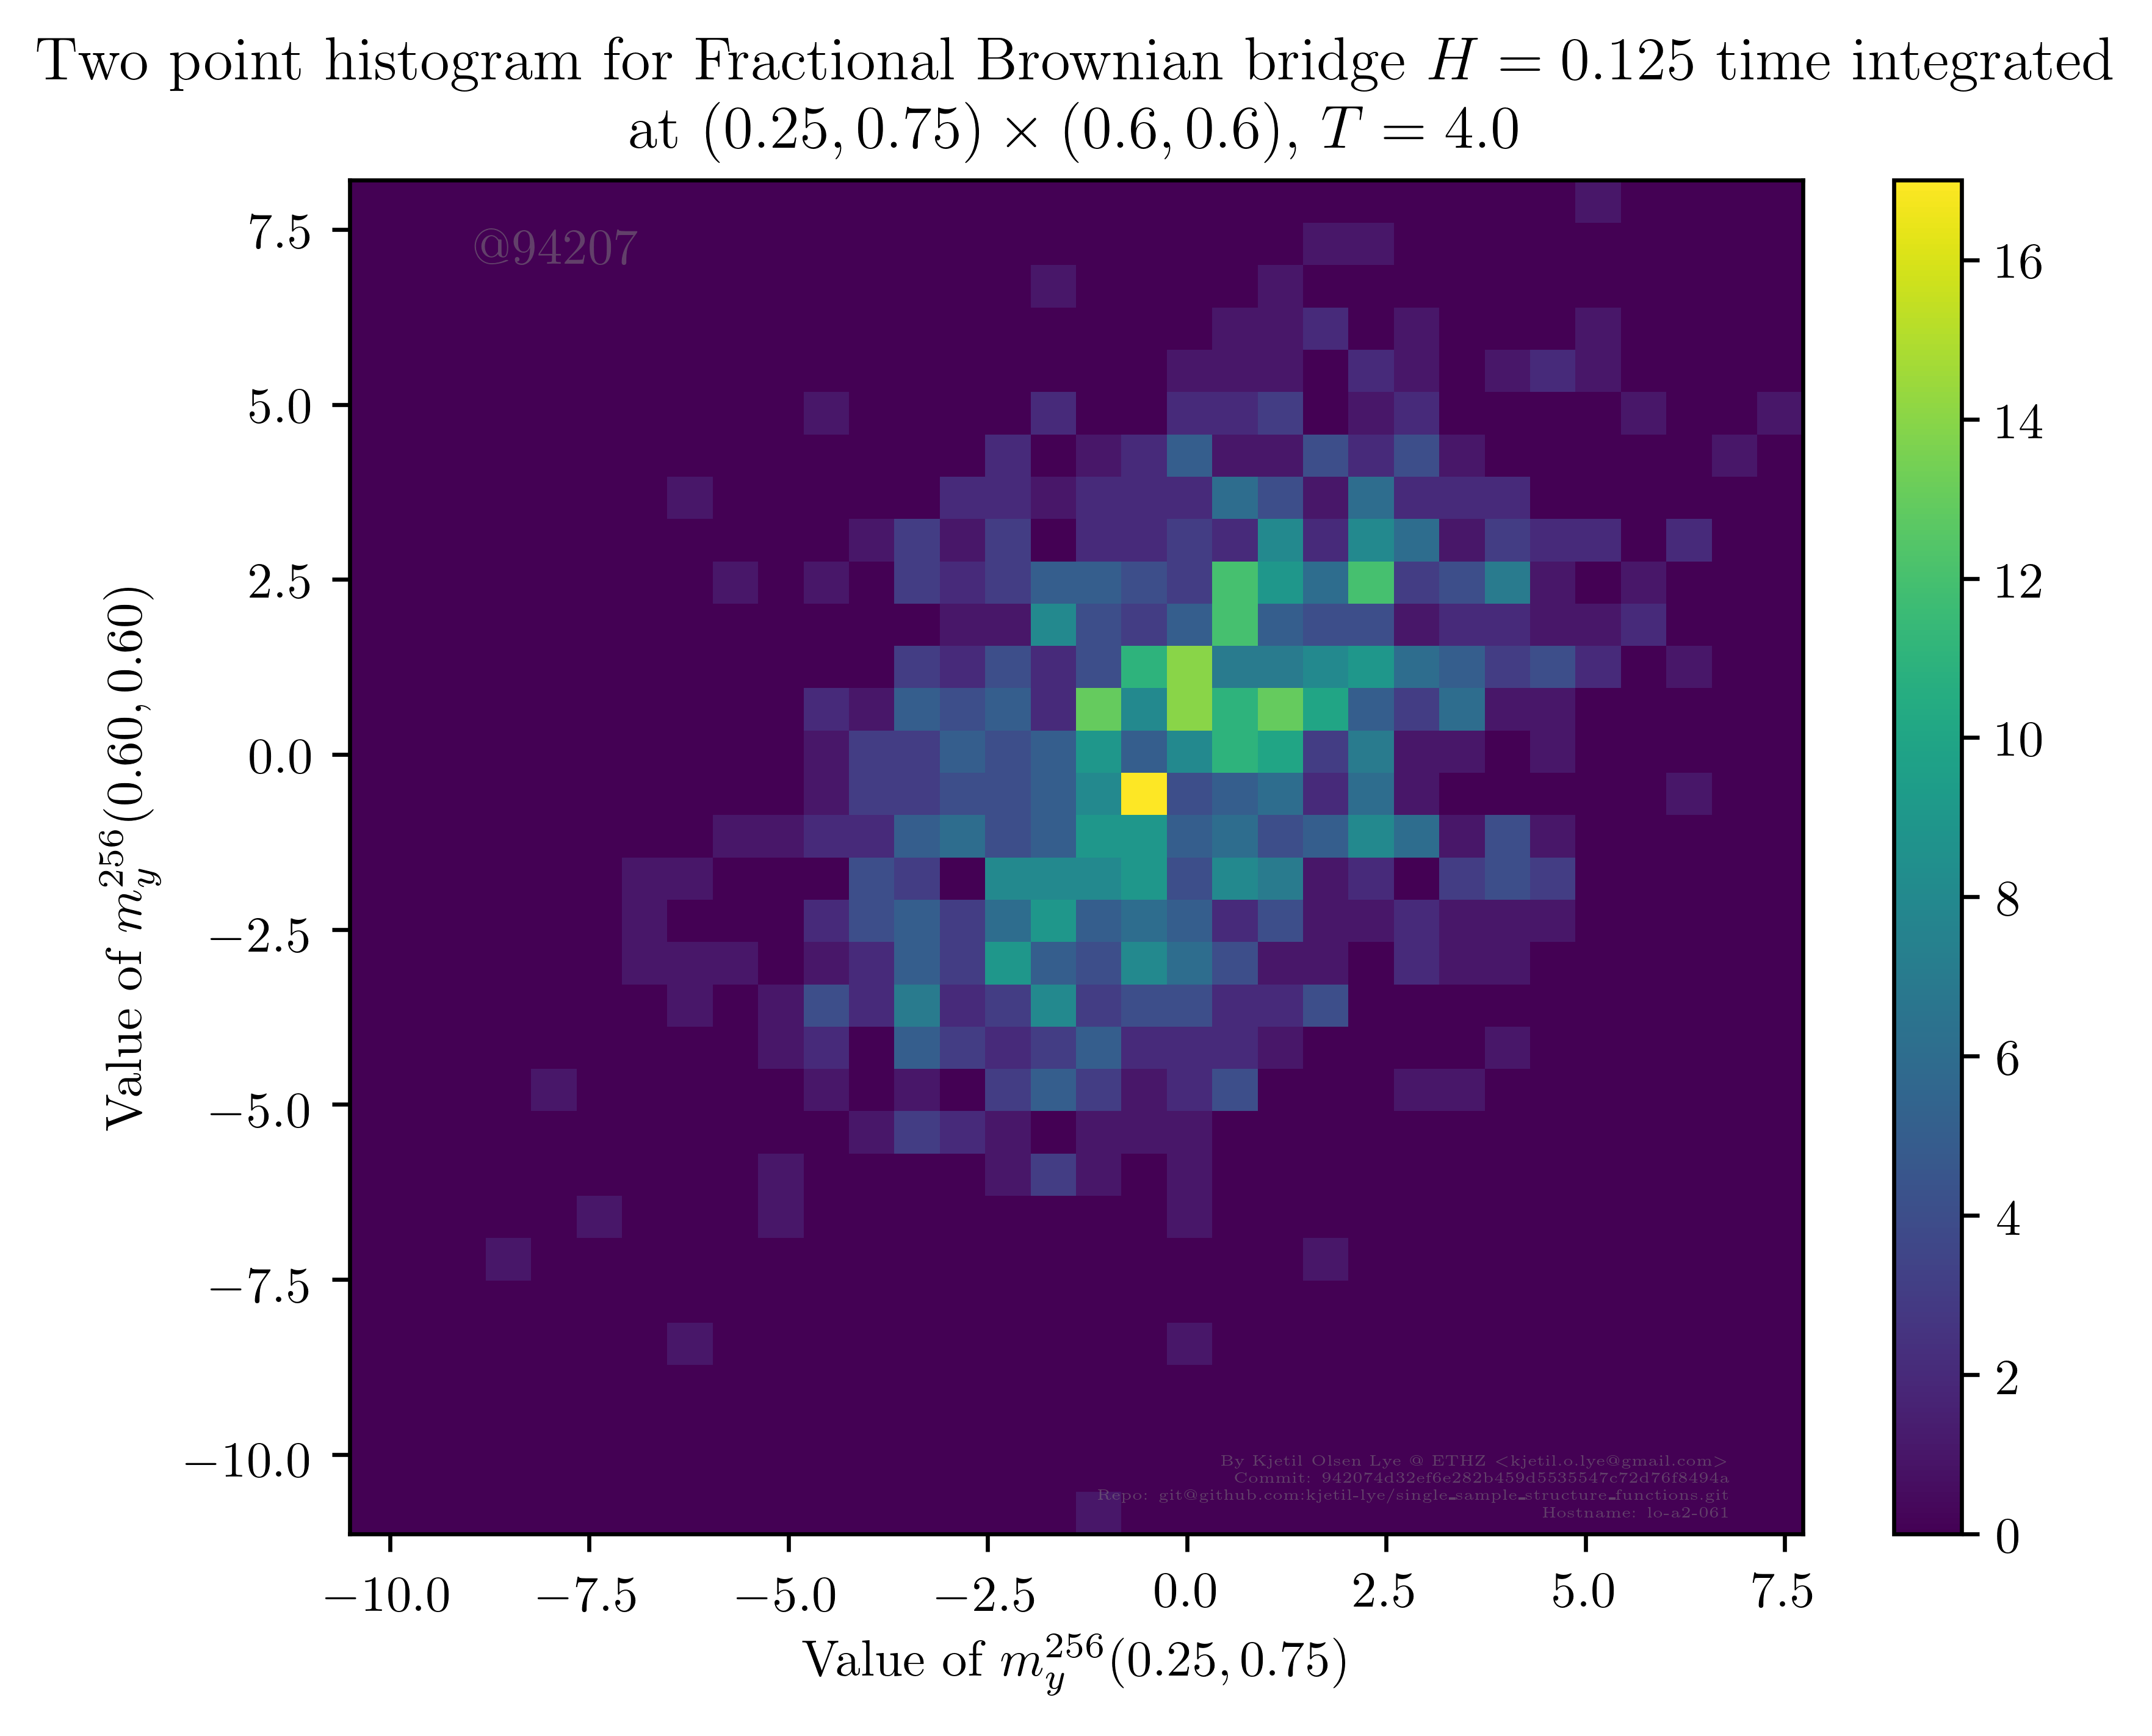 Two point histogram for Fractional Brownian bridge H = 0.125 time integrated
at (0.25, 0.75) × (0.6, 0.6), T = 4.0
@94207
7.5
5.0
2.5
0.0
−2.5
−5.0
−7.5
−10.0
Value of m_y^256(0.60, 0.60)
−10.0 −7.5 −5.0 −2.5 0.0 2.5 5.0 7.5
Value of m_y^256(0.25, 0.75)
16
14
12
10
8
6
4
2
0
By Kjetil Olsen Lye @ ETHZ <kjetil.o.lye@gmail.com>
Commit: 942074d32ef6e282b459d5535547c72d76f8494a
Repo: git@github.com:kjetil-lye/single_sample_structure_functions.git
Hostname: lo-a2-061